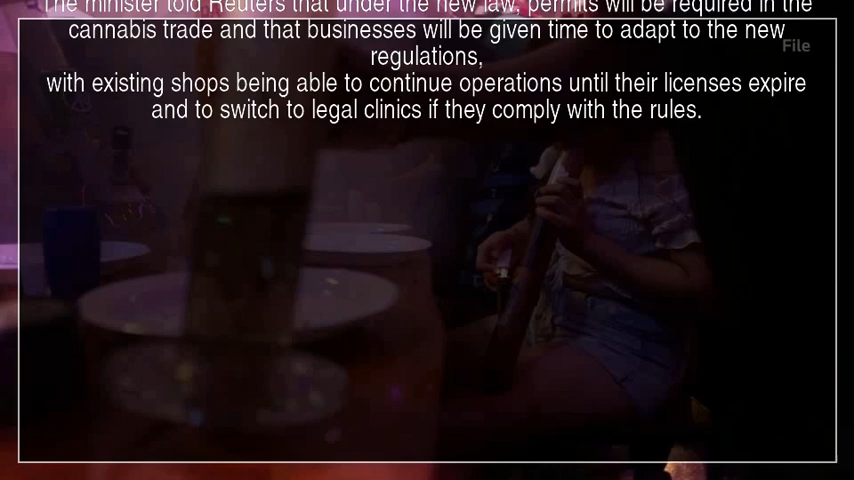 The minister told Reuters that under the new law, permits will be required in the
cannabis trade and that businesses will be given time to adapt to the new
regulations,
File
with existing shops being able to continue operations until their licenses expire
and to switch to legal clinics if they comply with the rules.